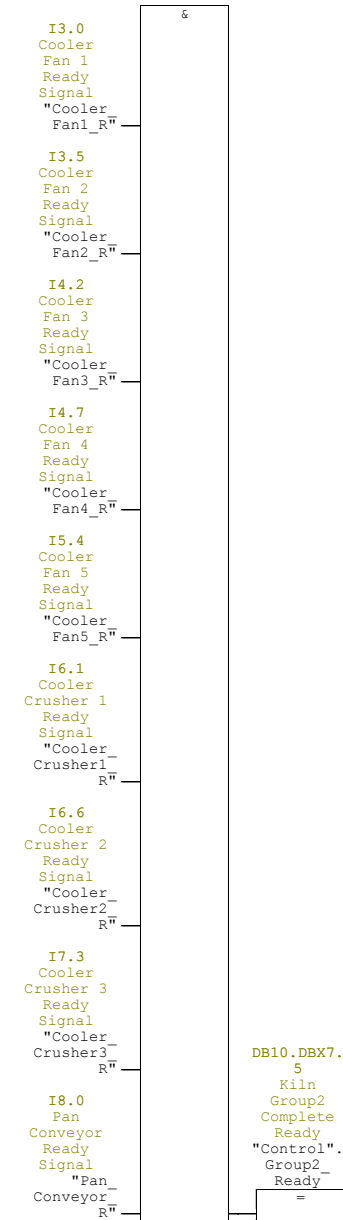 &
I3.0
Cooler
Fan 1
Ready
Signal
"Cooler_
Fan1_R"
I3.5
Cooler
Fan 2
Ready
Signal
"Cooler_
Fan2_R"
I4.2
Cooler
Fan 3
Ready
Signal
"Cooler_
Fan3_R"
I4.7
Cooler
Fan 4
Ready
Signal
"Cooler_
Fan4_R"
I5.4
Cooler
Fan 5
Ready
Signal
"Cooler_
Fan5_R"
I6.1
Cooler
Crusher 1
Ready
Signal
"Cooler_
Crusher1_
R"
I6.6
Cooler
Crusher 2
Ready
Signal
"Cooler_
Crusher2_
R"
I7.3
Cooler
Crusher 3
Ready
Signal
"Cooler_
Crusher3_
R"
I8.0
Pan
Conveyor
Ready
Signal
"Pan_
Conveyor_
R"
DB10.DBX7.
5
Kiln
Group2
Complete
Ready
"Control".
Group2_
Ready
=